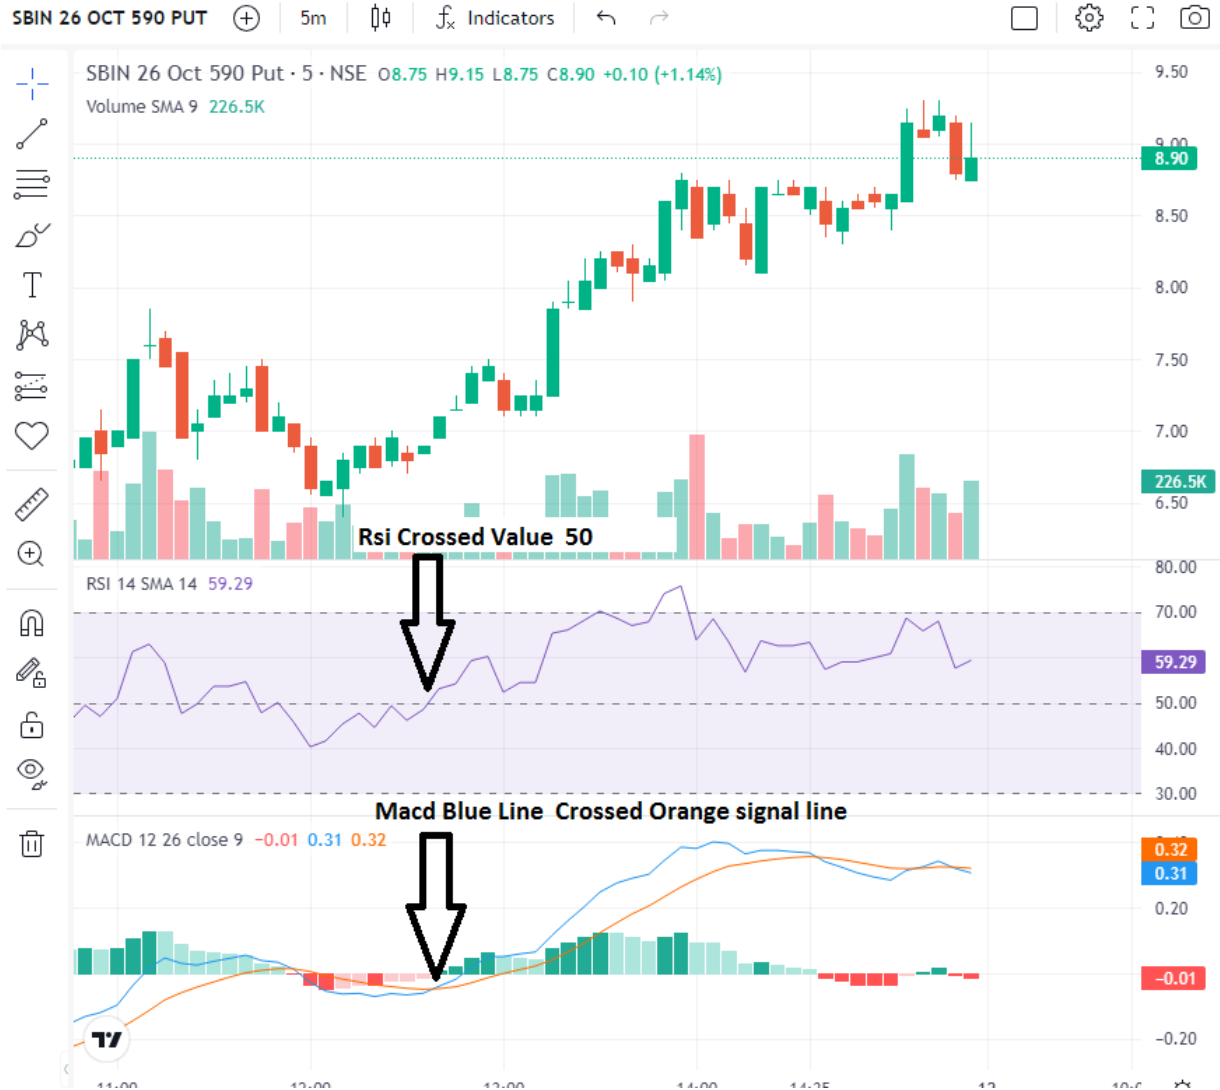 SBIN 26 OCT 590 PUT 5m Indicators
SBIN 26 Oct 590 Put · 5 · NSE O8.75 H9.15 L8.75 C8.90 +0.10 (+1.14%)
Volume SMA 9 226.5K
9.50
9.00
8.90
8.50
8.00
7.50
7.00
226.5K
6.50
Rsi Crossed Value 50
RSI 14 SMA 14 59.29
80.00
70.00
59.29
50.00
40.00
30.00
Macd Blue Line Crossed Orange signal line
MACD 12 26 close 9 −0.01 0.31 0.32
0.32
0.31
0.20
−0.01
−0.20
11:00 12:00 13:00 14:00 14:25 13